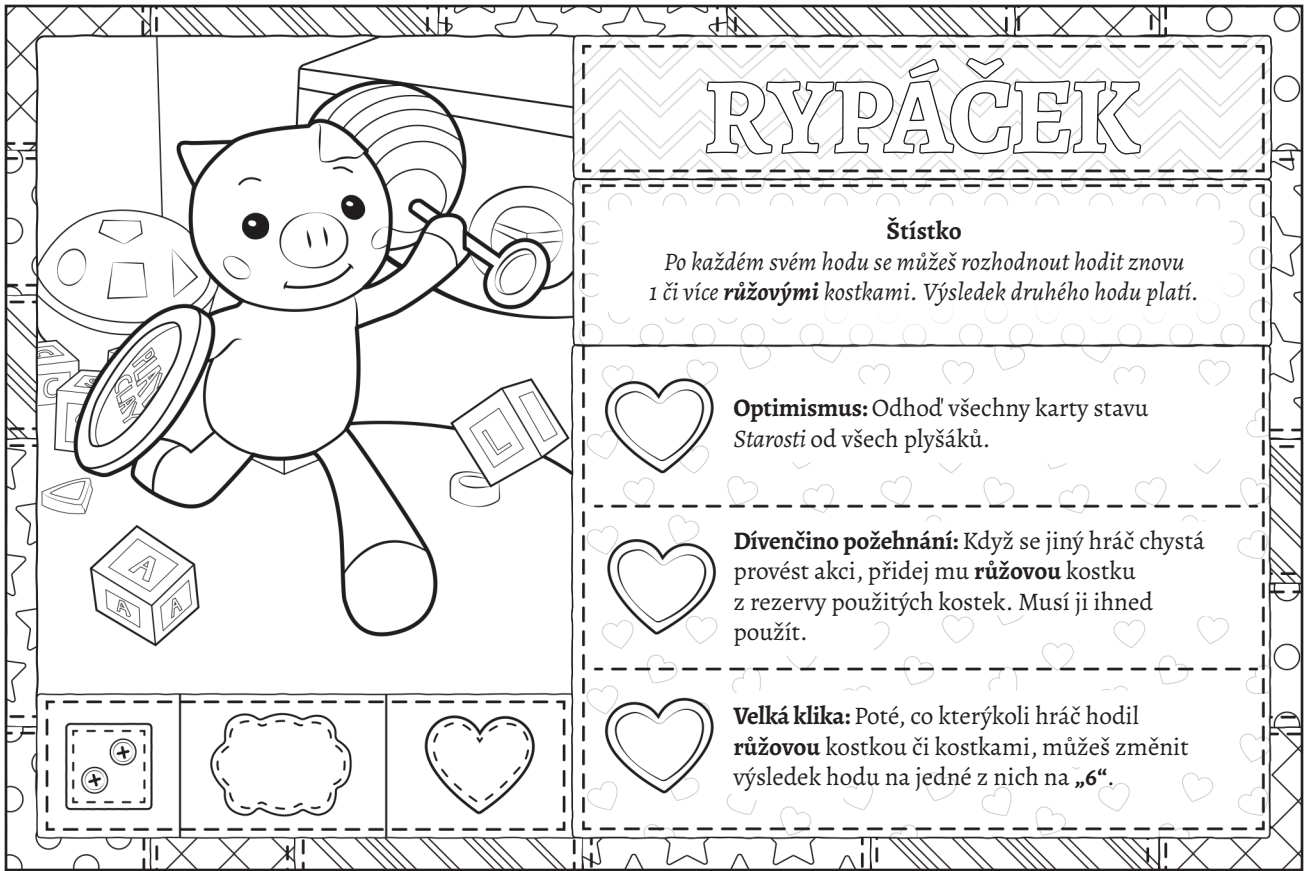 RYPÁČEK
Štístko
Po každém svém hodu se můžeš rozhodnout hodit znovu
1 či více růžovými kostkami. Výsledek druhého hodu platí.
Optimismus: Odhoď všechny karty stavu
Starosti od všech plyšáků.
Dívenčino požehnání: Když se jiný hráč chystá
provést akci, přidej mu růžovou kostku
z rezervy použitých kostek. Musí ji ihned
použít.
Velká klika: Poté, co kterýkoli hráč hodil
růžovou kostkou či kostkami, můžeš změnit
výsledek hodu na jedné z nich na „6“.
CLAY
L
A
A
A